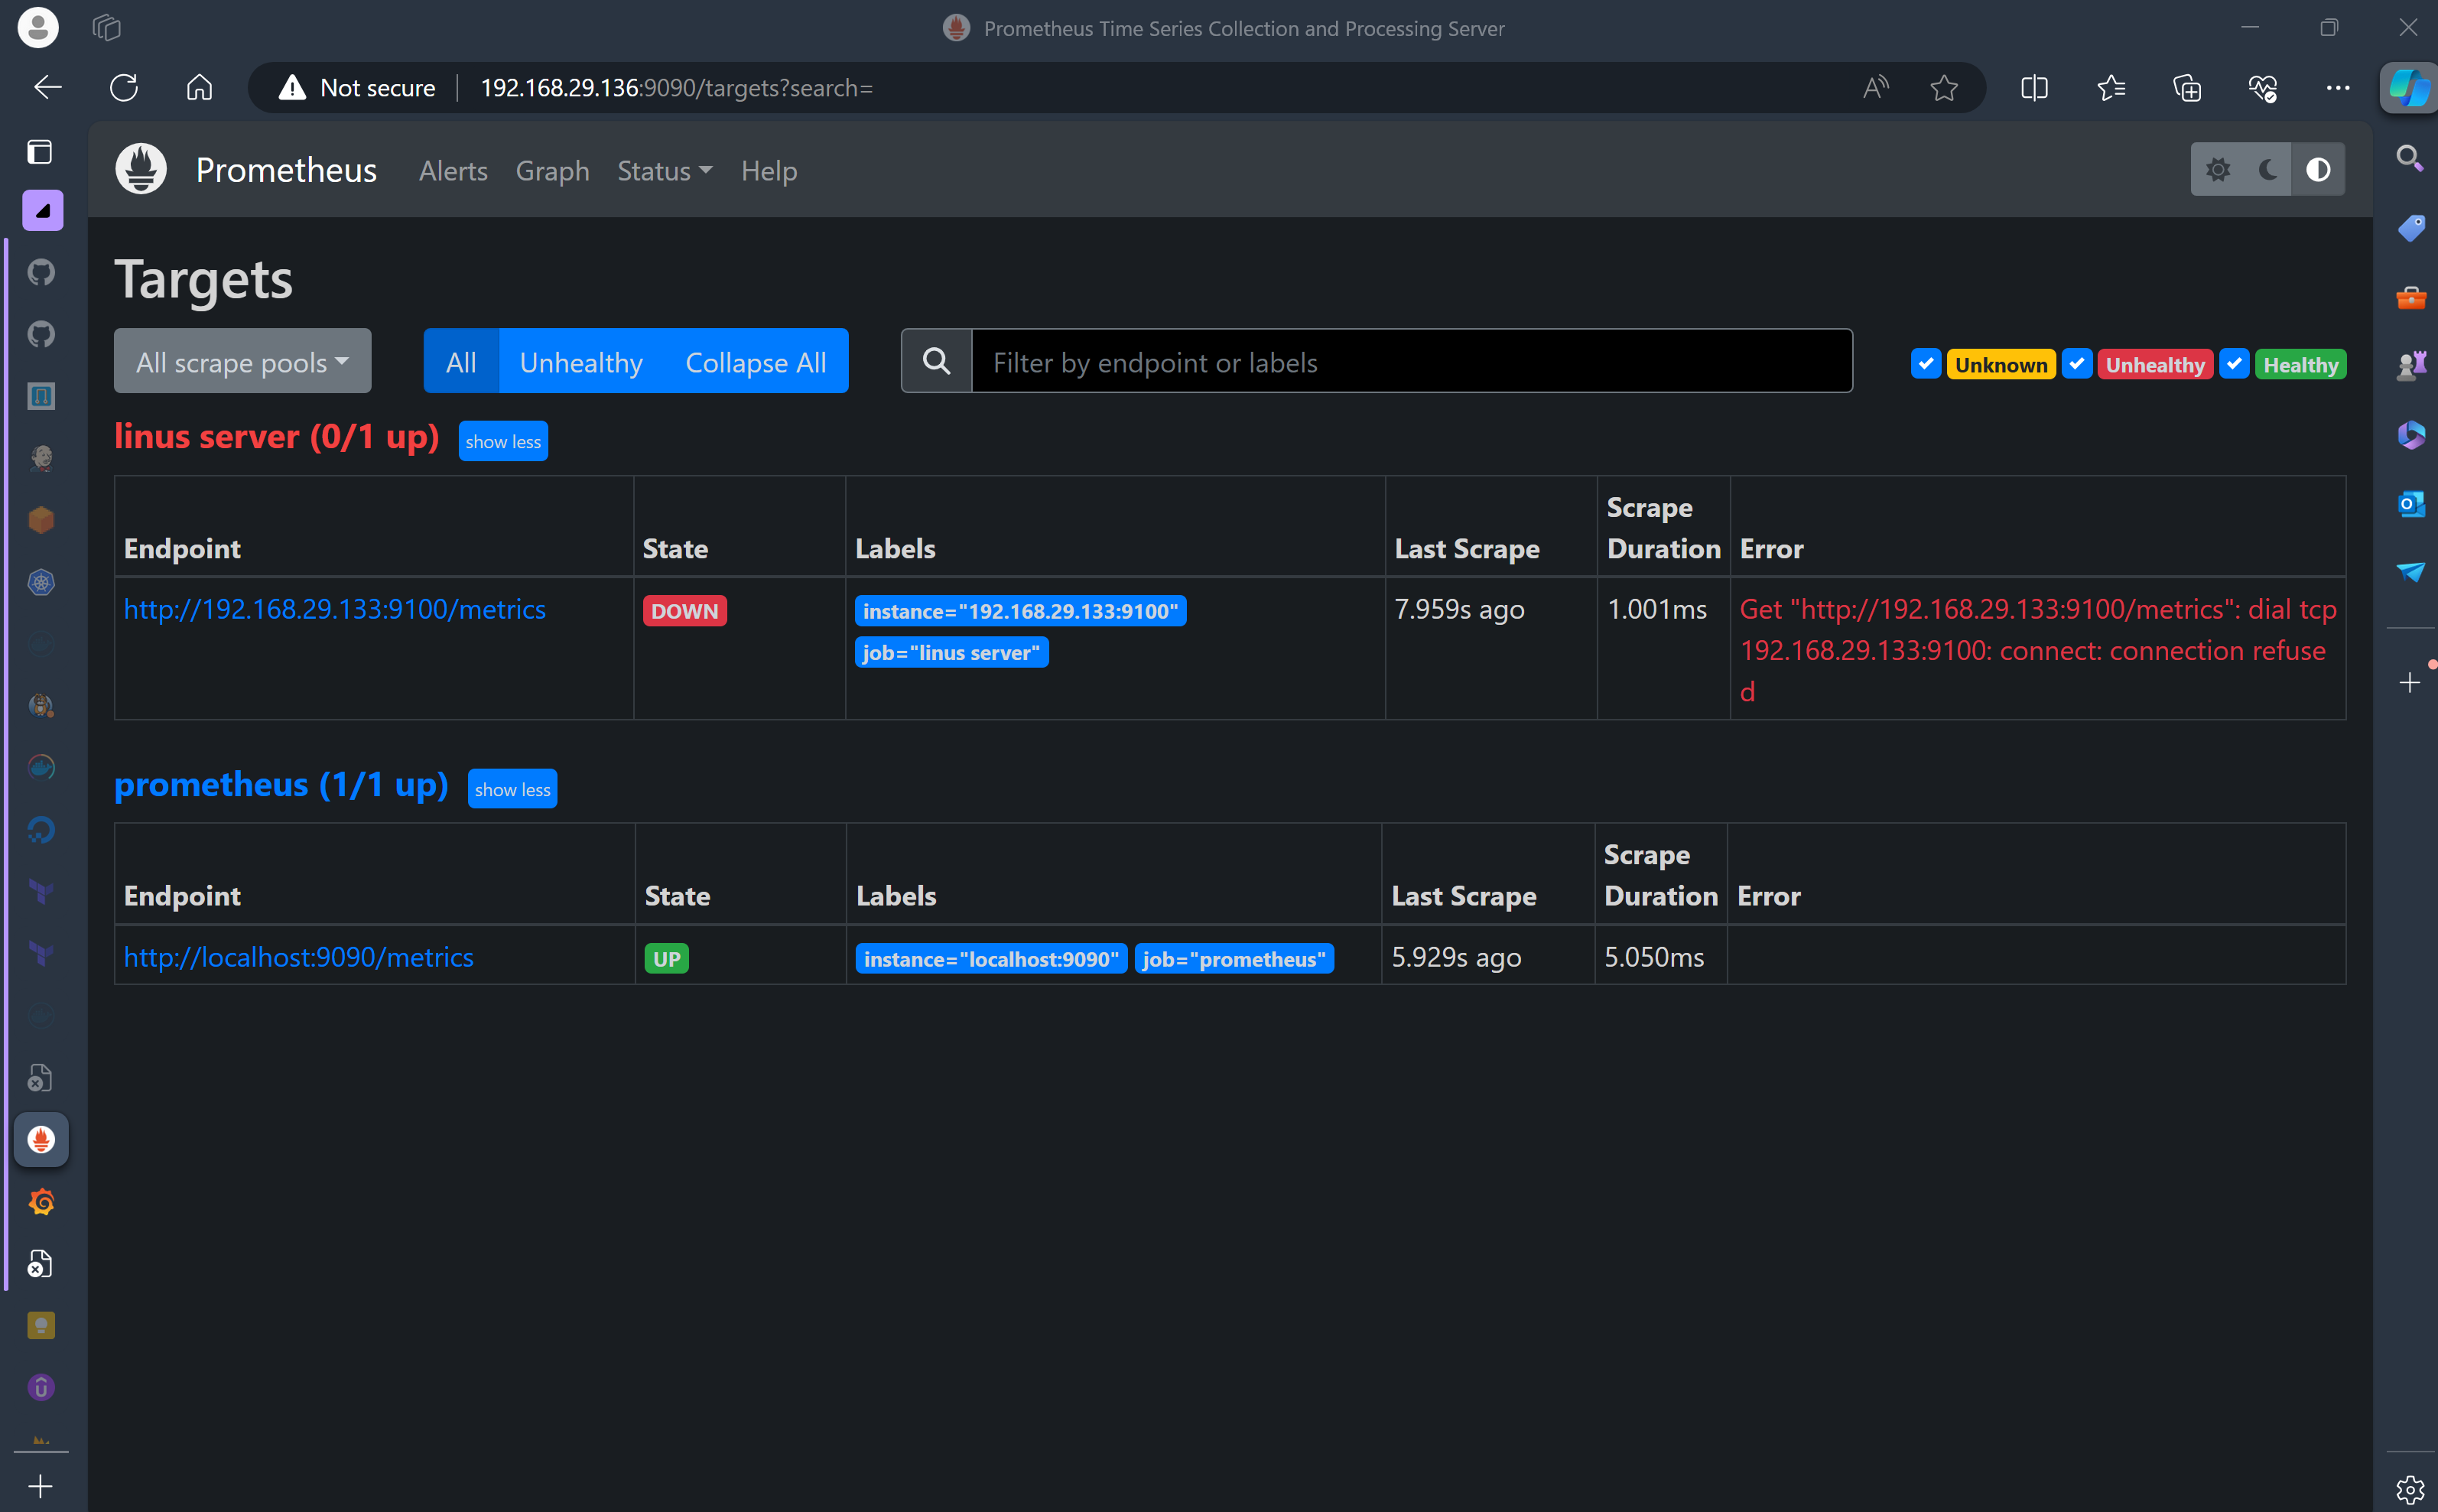 Prometheus Time Series Collection and Processing Server
Not secure 192.168.29.136:9090/targets?search=
Prometheus Alerts Graph Status Help
Targets
All scrape pools All Unhealthy Collapse All Filter by endpoint or labels Unknown Unhealthy Healthy
linus server (0/1 up) show less
Endpoint State Labels Last Scrape Scrape Duration Error
http://192.168.29.133:9100/metrics DOWN instance="192.168.29.133:9100" 7.959s ago 1.001ms Get "http://192.168.29.133:9100/metrics": dial tcp
job="linus server" 192.168.29.133:9100: connect: connection refuse
d
prometheus (1/1 up) show less
Endpoint State Labels Last Scrape Scrape Duration Error
http://localhost:9090/metrics UP instance="localhost:9090" job="prometheus" 5.929s ago 5.050ms